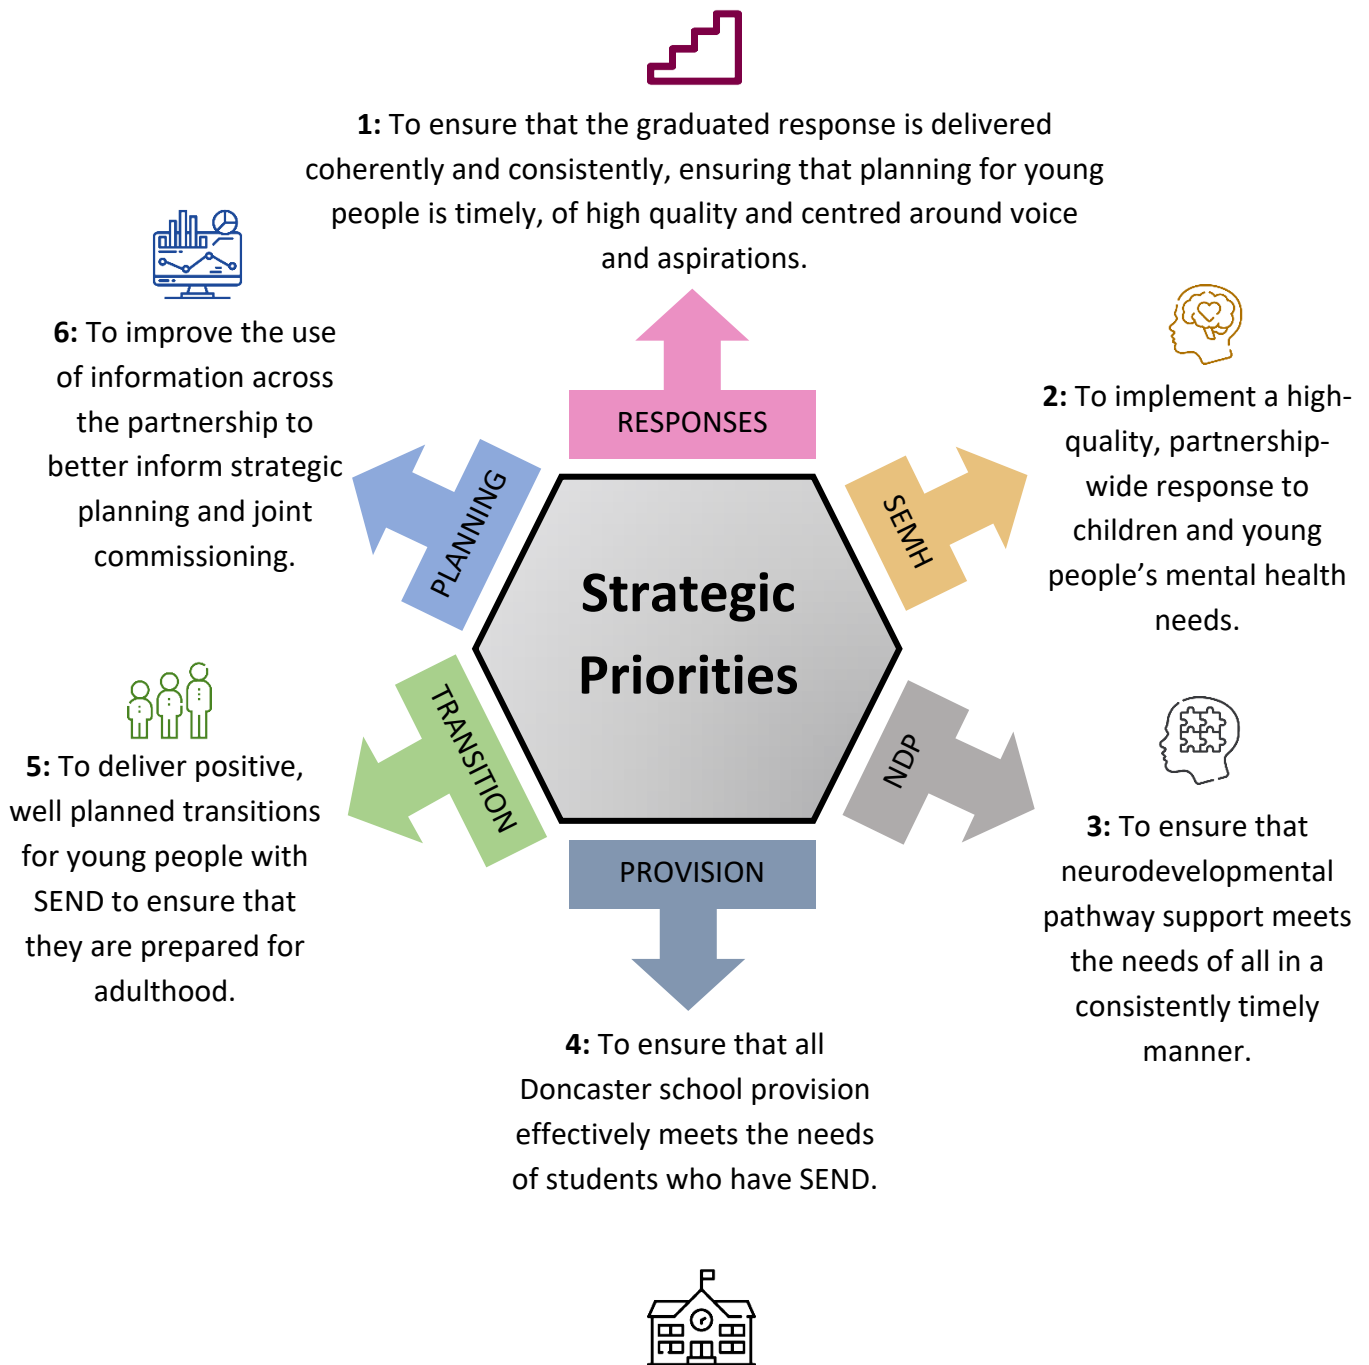 1: To ensure that the graduated response is delivered
coherently and consistently, ensuring that planning for young
people is timely, of high quality and centred around voice
and aspirations.
RESPONSES
SEMH
2: To implement a high-
quality, partnership-
wide response to
children and young
people’s mental health
needs.
NDP
3: To ensure that
neurodevelopmental
pathway support meets
the needs of all in a
consistently timely
manner.
PROVISION
4: To ensure that all
Doncaster school provision
effectively meets the needs
of students who have SEND.
TRANSITION
5: To deliver positive,
well planned transitions
for young people with
SEND to ensure that
they are prepared for
adulthood.
PLANNING
6: To improve the use
of information across
the partnership to
better inform strategic
planning and joint
commissioning.
Strategic
Priorities